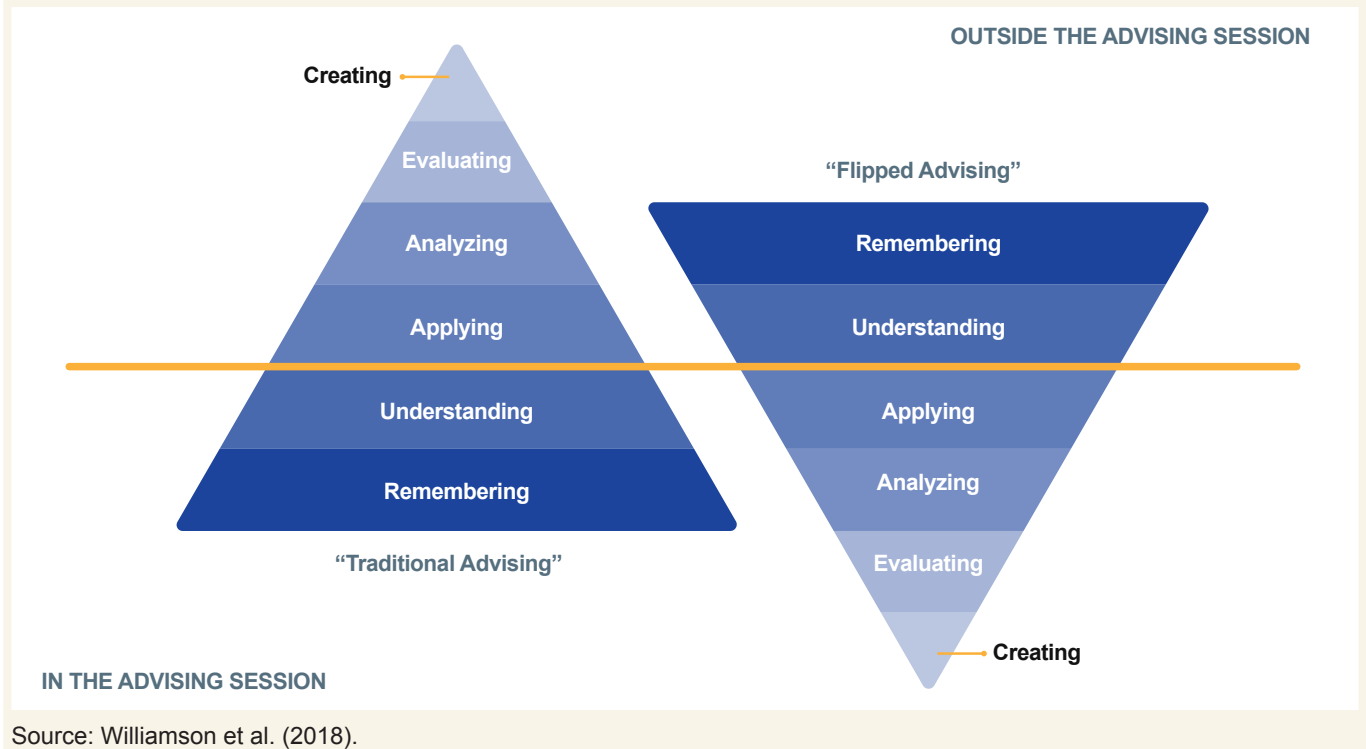 OUTSIDE THE ADVISING SESSION
Creating
Evaluating
Analyzing
Applying
Understanding
Remembering
“Traditional Advising”
“Flipped Advising”
Remembering
Understanding
Applying
Analyzing
Evaluating
Creating
IN THE ADVISING SESSION
Source: Williamson et al. (2018).